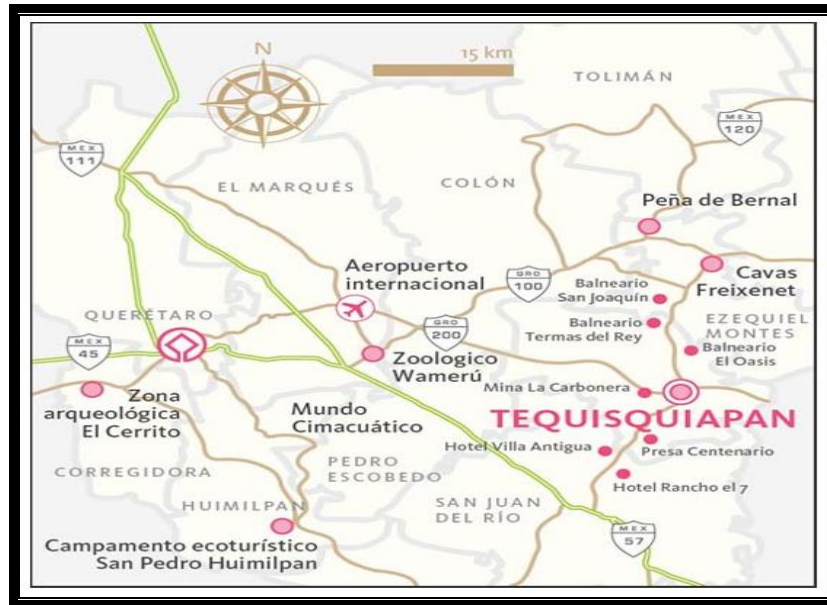 N
15 km
TOLIMÁN
MEX
120
MEX
111
EL MARQUÉS
COLÓN
Peña de Bernal
Aeropuerto
internacional
QRO
100
Balneario
San Joaquín
Cavas
Freixenet
QUERÉTARO
QRO
200
Balneario
Termas del Rey
EZEQUIEL
MONTES
MEX
45
Zoologico
Wamerú
Balneario
El Oasis
Zona
arqueológica
El Cerrito
Mina La Carbonera
Mundo
Cimacuático
TEQUISQUIAPAN
Hotel Villa Antigua
Presa Centenario
CORREGIDORA
PEDRO
ESCOBEDO
Hotel Rancho el 7
HUIMILPAN
SAN JUAN
DEL RÍO
MEX
57
Campamento ecoturístico
San Pedro Huimilpan